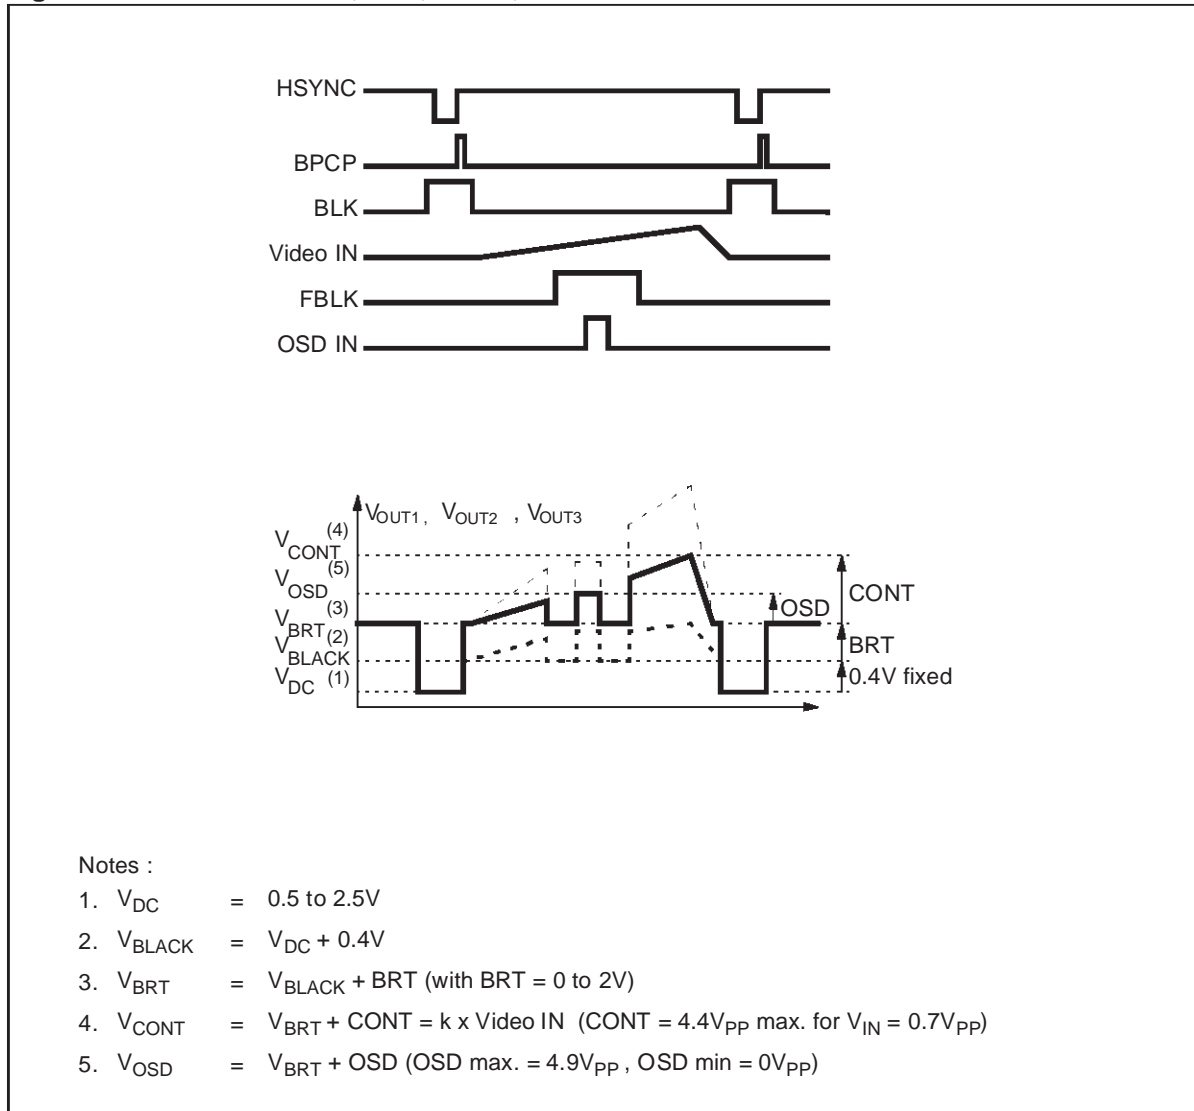 HSYNC
BPCP
BLK
Video IN
FBLK
OSD IN
VOUT1, VOUT2 , VOUT3
VCONT(4)
VOSD(5)
VBRT(3)
VBLACK(2)
VDC (1)
CONT
OSD
BRT
0.4V fixed
Notes :
1. VDC = 0.5 to 2.5V
2. VBLACK = VDC + 0.4V
3. VBRT = VBLACK + BRT (with BRT = 0 to 2V)
4. VCONT = VBRT + CONT = k x Video IN (CONT = 4.4VPP max. for VIN = 0.7VPP)
5. VOSD = VBRT + OSD (OSD max. = 4.9VPP , OSD min = 0VPP)